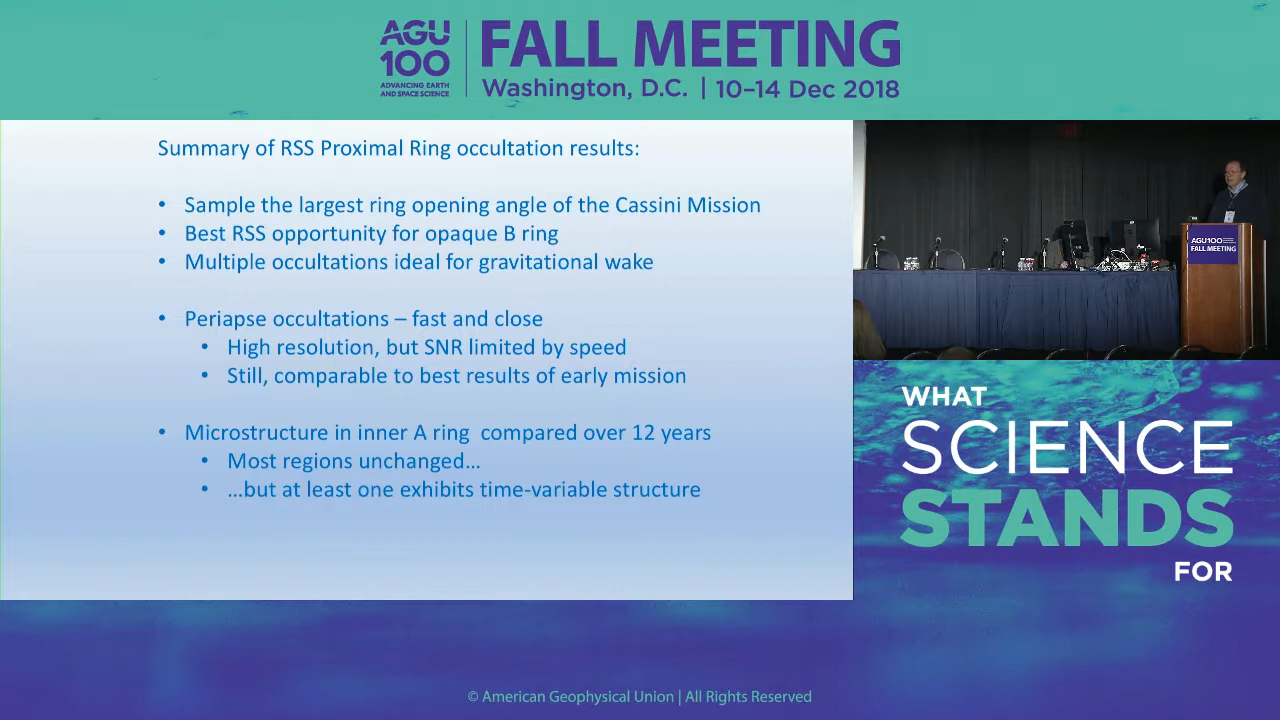 AGU
100
ADVANCING EARTH
AND SPACE SCIENCE
FALL MEETING
Washington, D.C. | 10–14 Dec 2018
Summary of RSS Proximal Ring occultation results:
• Sample the largest ring opening angle of the Cassini Mission
• Best RSS opportunity for opaque B ring
• Multiple occultations ideal for gravitational wake
• Periapse occultations – fast and close
• High resolution, but SNR limited by speed
• Still, comparable to best results of early mission
• Microstructure in inner A ring compared over 12 years
• Most regions unchanged…
• …but at least one exhibits time-variable structure
AGU100
FALL MEETING
WHAT
SCIENCE
STANDS
FOR
© American Geophysical Union | All Rights Reserved